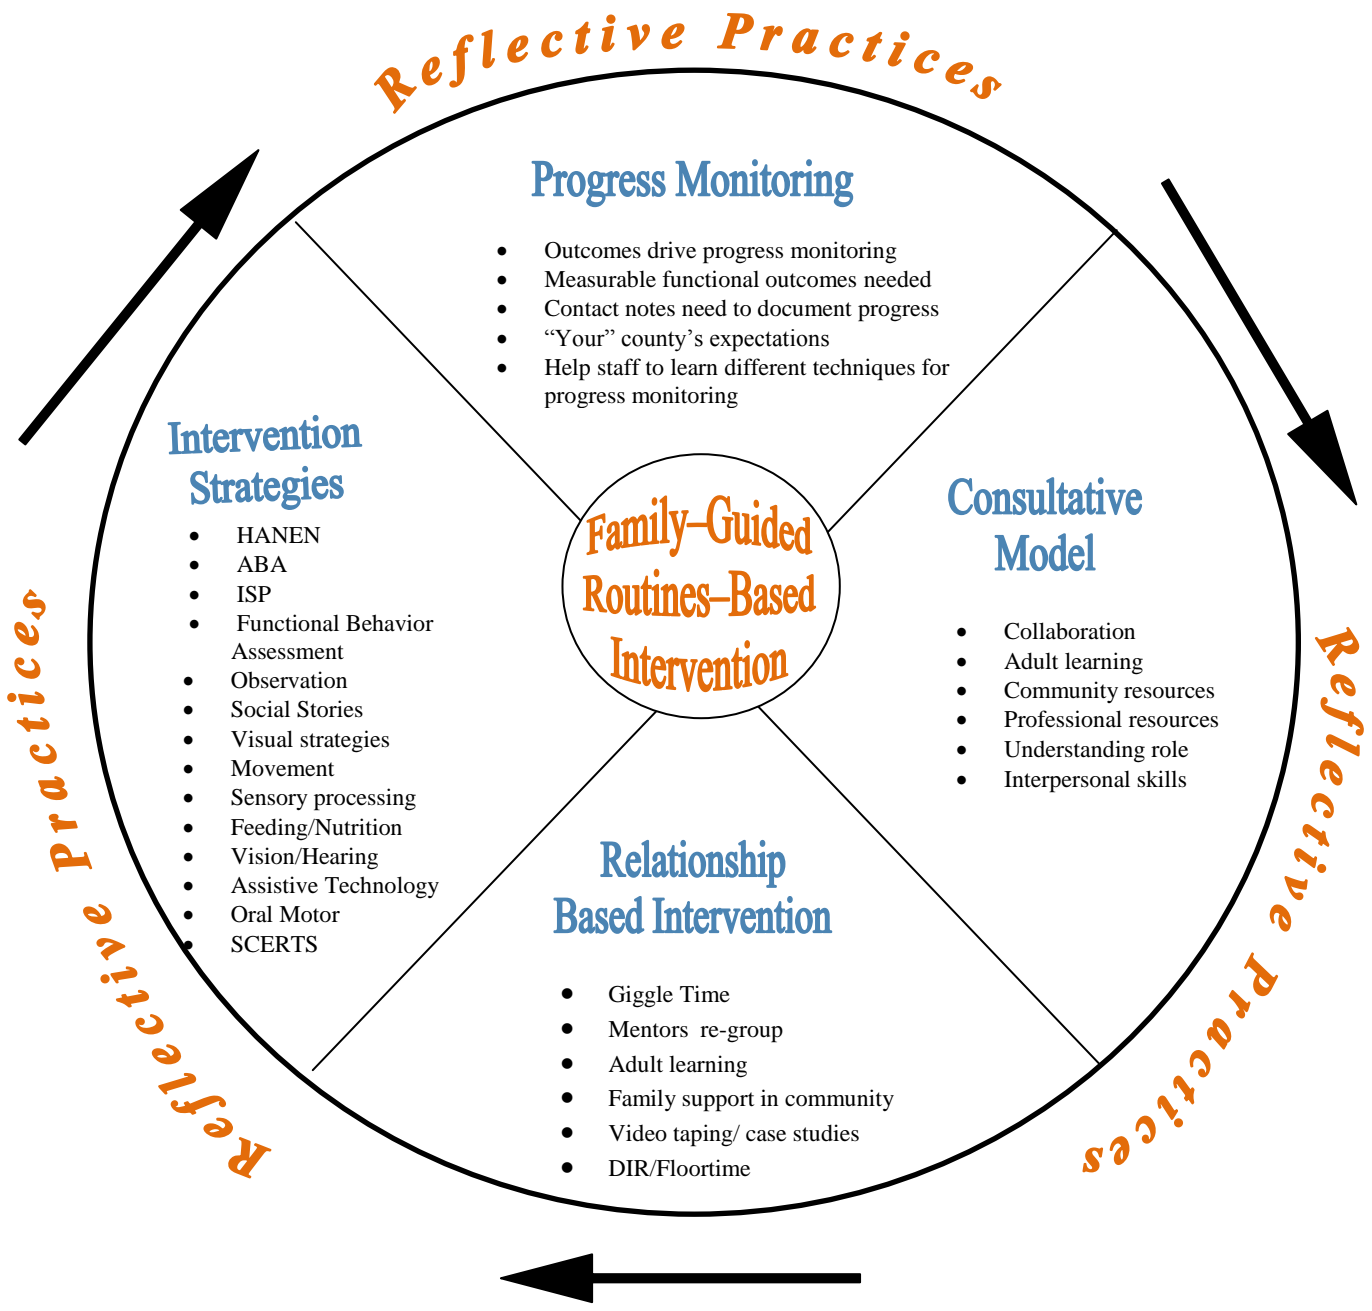 Reflective Practices
Progress Monitoring
• Outcomes drive progress monitoring
• Measurable functional outcomes needed
• Contact notes need to document progress
• “Your” county’s expectations
• Help staff to learn different techniques for
progress monitoring
Intervention
Strategies
• HANEN
• ABA
• ISP
• Functional Behavior
Assessment
• Observation
• Social Stories
• Visual strategies
• Movement
• Sensory processing
• Feeding/Nutrition
• Vision/Hearing
• Assistive Technology
• Oral Motor
• SCERTS
Family–Guided
Routines–Based
Intervention
Consultative
Model
• Collaboration
• Adult learning
• Community resources
• Professional resources
• Understanding role
• Interpersonal skills
Relationship
Based Intervention
• Giggle Time
• Mentors  re-group
• Adult learning
• Family support in community
• Video taping/ case studies
• DIR/Floortime
Reflective Practices
Reflective Practices